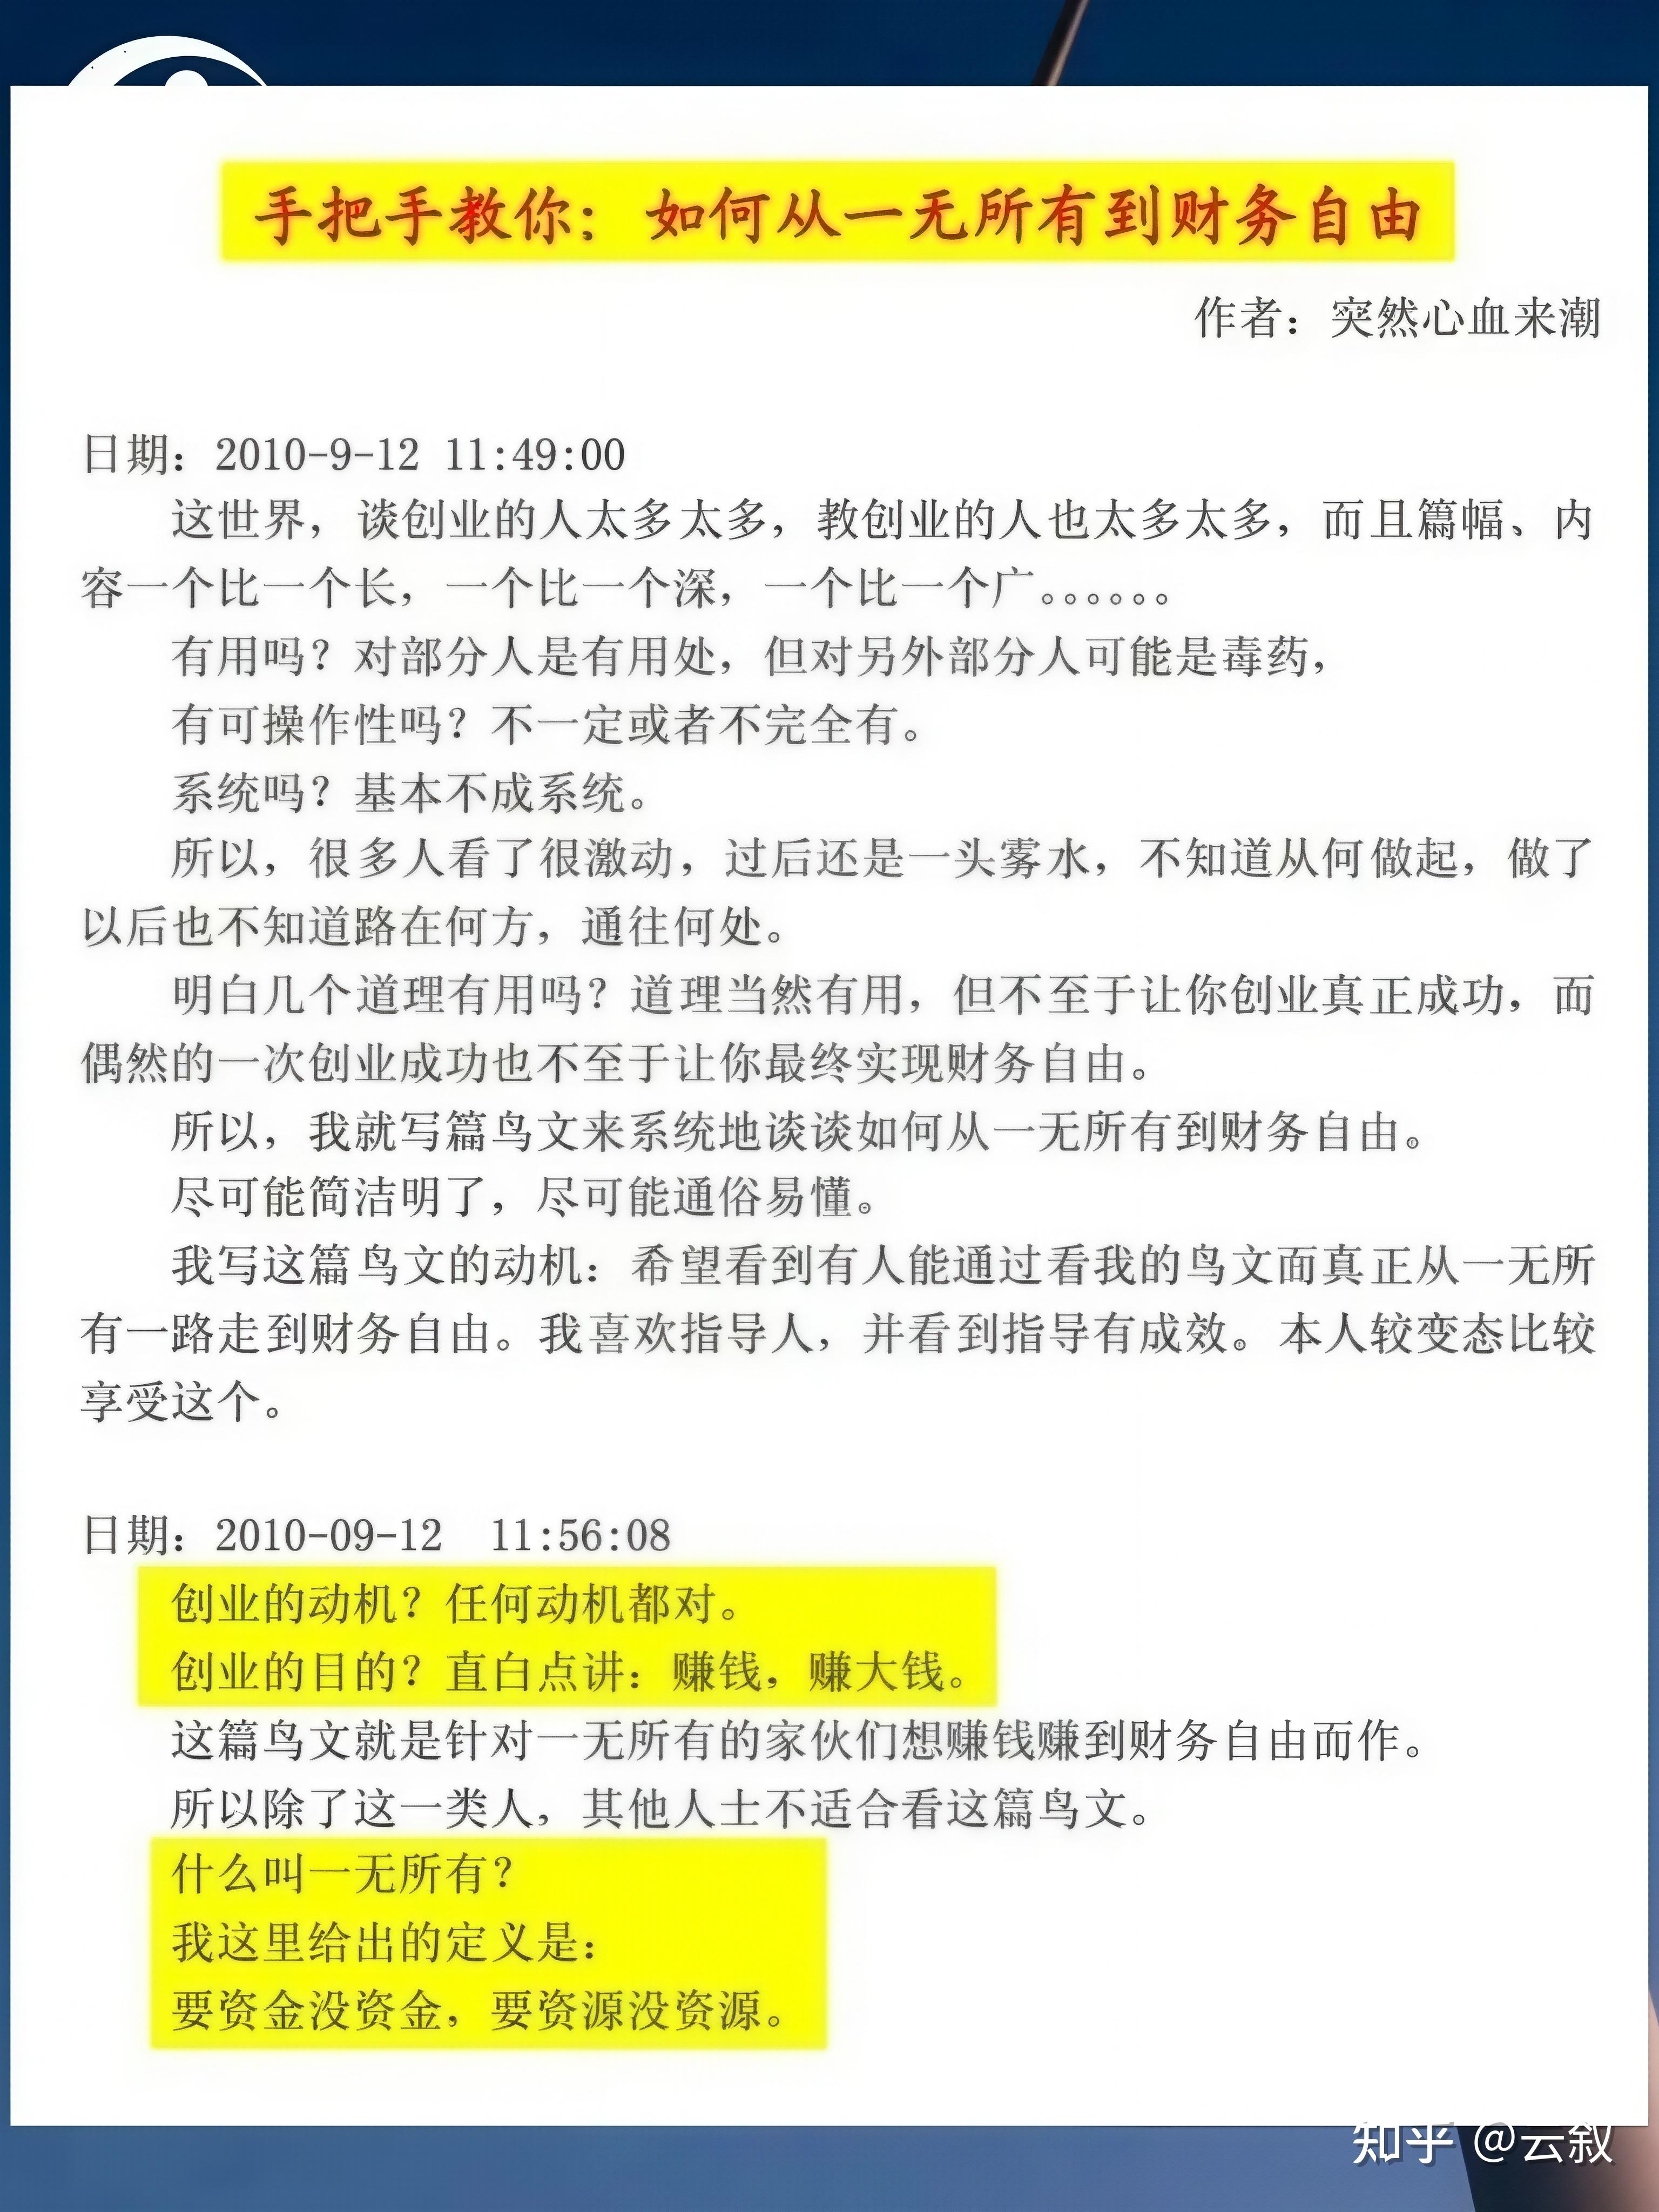 手把手教你：如何从一无所有到财务自由
作者：突然心血来潮
日期：2010-9-12 11:49:00
这世界，谈创业的人太多太多，教创业的人也太多太多，而且篇幅、内
容一个比一个长，一个比一个深，一个比一个广。。。。。。
有用吗？对部分人是有用处，但对另外部分人可能是毒药，
有可操作性吗？不一定或者不完全有。
系统吗？基本不成系统。
所以，很多人看了很激动，过后还是一头雾水，不知道从何做起，做了
以后也不知道路在何方，通往何处。
明白几个道理有用吗？道理当然有用，但不至于让你创业真正成功，而
偶然的一次创业成功也不至于让你最终实现财务自由。
所以，我就写篇鸟文来系统地谈谈如何从一无所有到财务自由。
尽可能简洁明了，尽可能通俗易懂。
我写这篇鸟文的动机：希望看到有人能通过看我的鸟文而真正从一无所
有一路走到财务自由。我喜欢指导人，并看到指导有成效。本人较变态比较
享受这个。
日期：2010-09-12 11:56:08
创业的动机？任何动机都对。
创业的目的？直白点讲：赚钱，赚大钱。
这篇鸟文就是针对一无所有的家伙们想赚钱赚到财务自由而作。
所以除了这一类人，其他人士不适合看这篇鸟文。
什么叫一无所有？
我这里给出的定义是：
要资金没资金，要资源没资源。
知乎 @云叙